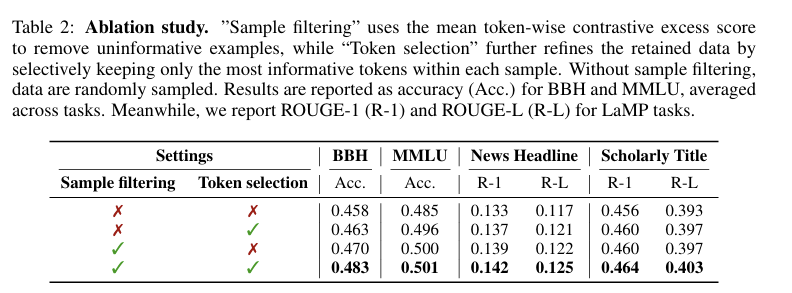 Table 2: Ablation study. ”Sample filtering” uses the mean token-wise contrastive excess score
to remove uninformative examples, while “Token selection” further refines the retained data by
selectively keeping only the most informative tokens within each sample. Without sample filtering,
data are randomly sampled. Results are reported as accuracy (Acc.) for BBH and MMLU, averaged
across tasks. Meanwhile, we report ROUGE-1 (R-1) and ROUGE-L (R-L) for LaMP tasks.
Settings BBH MMLU News Headline Scholarly Title
Sample filtering Token selection Acc. Acc. R-1 R-L R-1 R-L
✗ ✗ 0.458 0.485 0.133 0.117 0.456 0.393
✗ ✓ 0.463 0.496 0.137 0.121 0.460 0.397
✓ ✗ 0.470 0.500 0.139 0.122 0.460 0.397
✓ ✓ 0.483 0.501 0.142 0.125 0.464 0.403